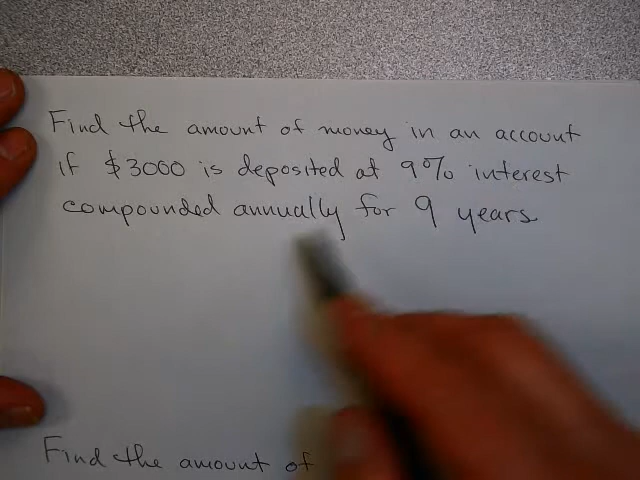 Find the amount of money in an account
if $3000 is deposited at 9% interest
compounded annually for 9 years
Find the amount of